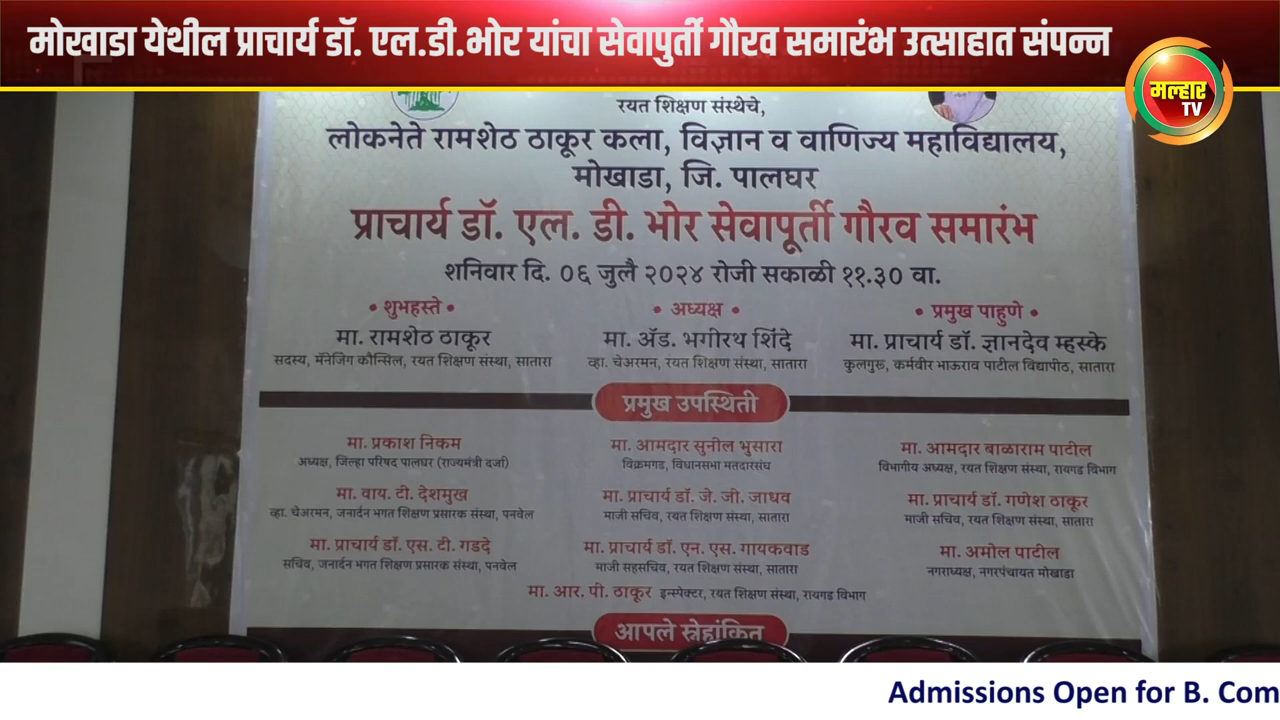 मोखाडा येथील प्राचार्य डॉ. एल.डी.भोर यांचा सेवापुर्ती गौरव समारंभ उत्साहात संपन्न
मल्हार
TV
रयत शिक्षण संस्थेचे,
लोकनेते रामशेठ ठाकूर कला, विज्ञान व वाणिज्य महाविद्यालय,
मोखाडा, जि. पालघर
प्राचार्य डॉ. एल. डी. भोर सेवापूर्ती गौरव समारंभ
शनिवार दि. ०६ जुलै २०२४ रोजी सकाळी ११.३० वा.
• शुभहस्ते • • अध्यक्ष • • प्रमुख पाहुणे •
मा. रामशेठ ठाकूर मा. ॲड. भगीरथ शिंदे मा. प्राचार्य डॉ. ज्ञानदेव म्हस्के
सदस्य, मॅनेजिंग कौन्सिल, रयत शिक्षण संस्था, सातारा व्हा. चेअरमन, रयत शिक्षण संस्था, सातारा कुलगुरू, कर्मवीर भाऊराव पाटील विद्यापीठ, सातारा
प्रमुख उपस्थिती
मा. प्रकाश निकम मा. आमदार सुनील भुसारा मा. आमदार बाळाराम पाटील
अध्यक्ष, जिल्हा परिषद पालघर (राज्यमंत्री दर्जा) विक्रमगड, विधानसभा मतदारसंघ विभागीय अध्यक्ष, रयत शिक्षण संस्था, रायगड विभाग
मा. वाय. टी. देशमुख मा. प्राचार्य डॉ. जे. जी. जाधव मा. प्राचार्य डॉ. गणेश ठाकूर
व्हा. चेअरमन, जनार्दन भगत शिक्षण प्रसारक संस्था, पनवेल माजी सचिव, रयत शिक्षण संस्था, सातारा माजी सचिव, रयत शिक्षण संस्था, सातारा
मा. प्राचार्य डॉ. एस. टी. गडदे मा. प्राचार्य डॉ. एन. एस. गायकवाड मा. अमोल पाटील
सचिव, जनार्दन भगत शिक्षण प्रसारक संस्था, पनवेल माजी सहसचिव, रयत शिक्षण संस्था, सातारा नगराध्यक्ष, नगरपंचायत मोखाडा
मा. आर. पी. ठाकूर इन्स्पेक्टर, रयत शिक्षण संस्था, रायगड विभाग
आपले स्नेहांकित
Admissions Open for B. Com